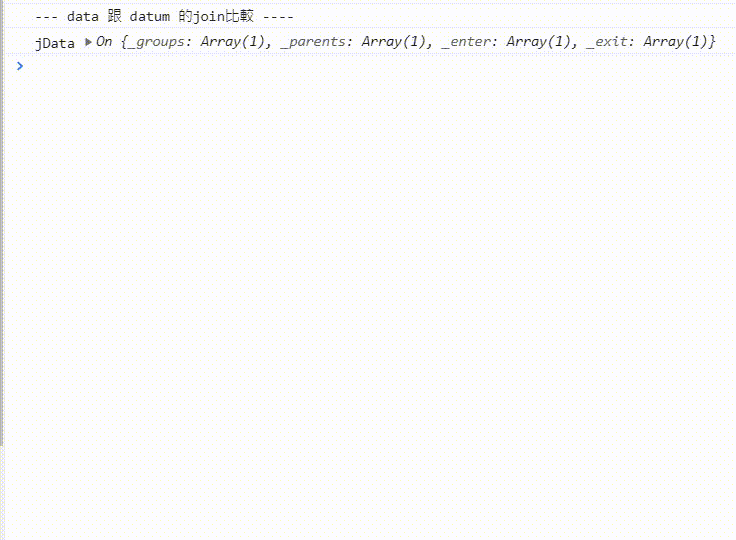 --- data 跟 datum 的join比較 ----
jData ▶On {_groups: Array(1), _parents: Array(1), _enter: Array(1), _exit: Array(1)}
>